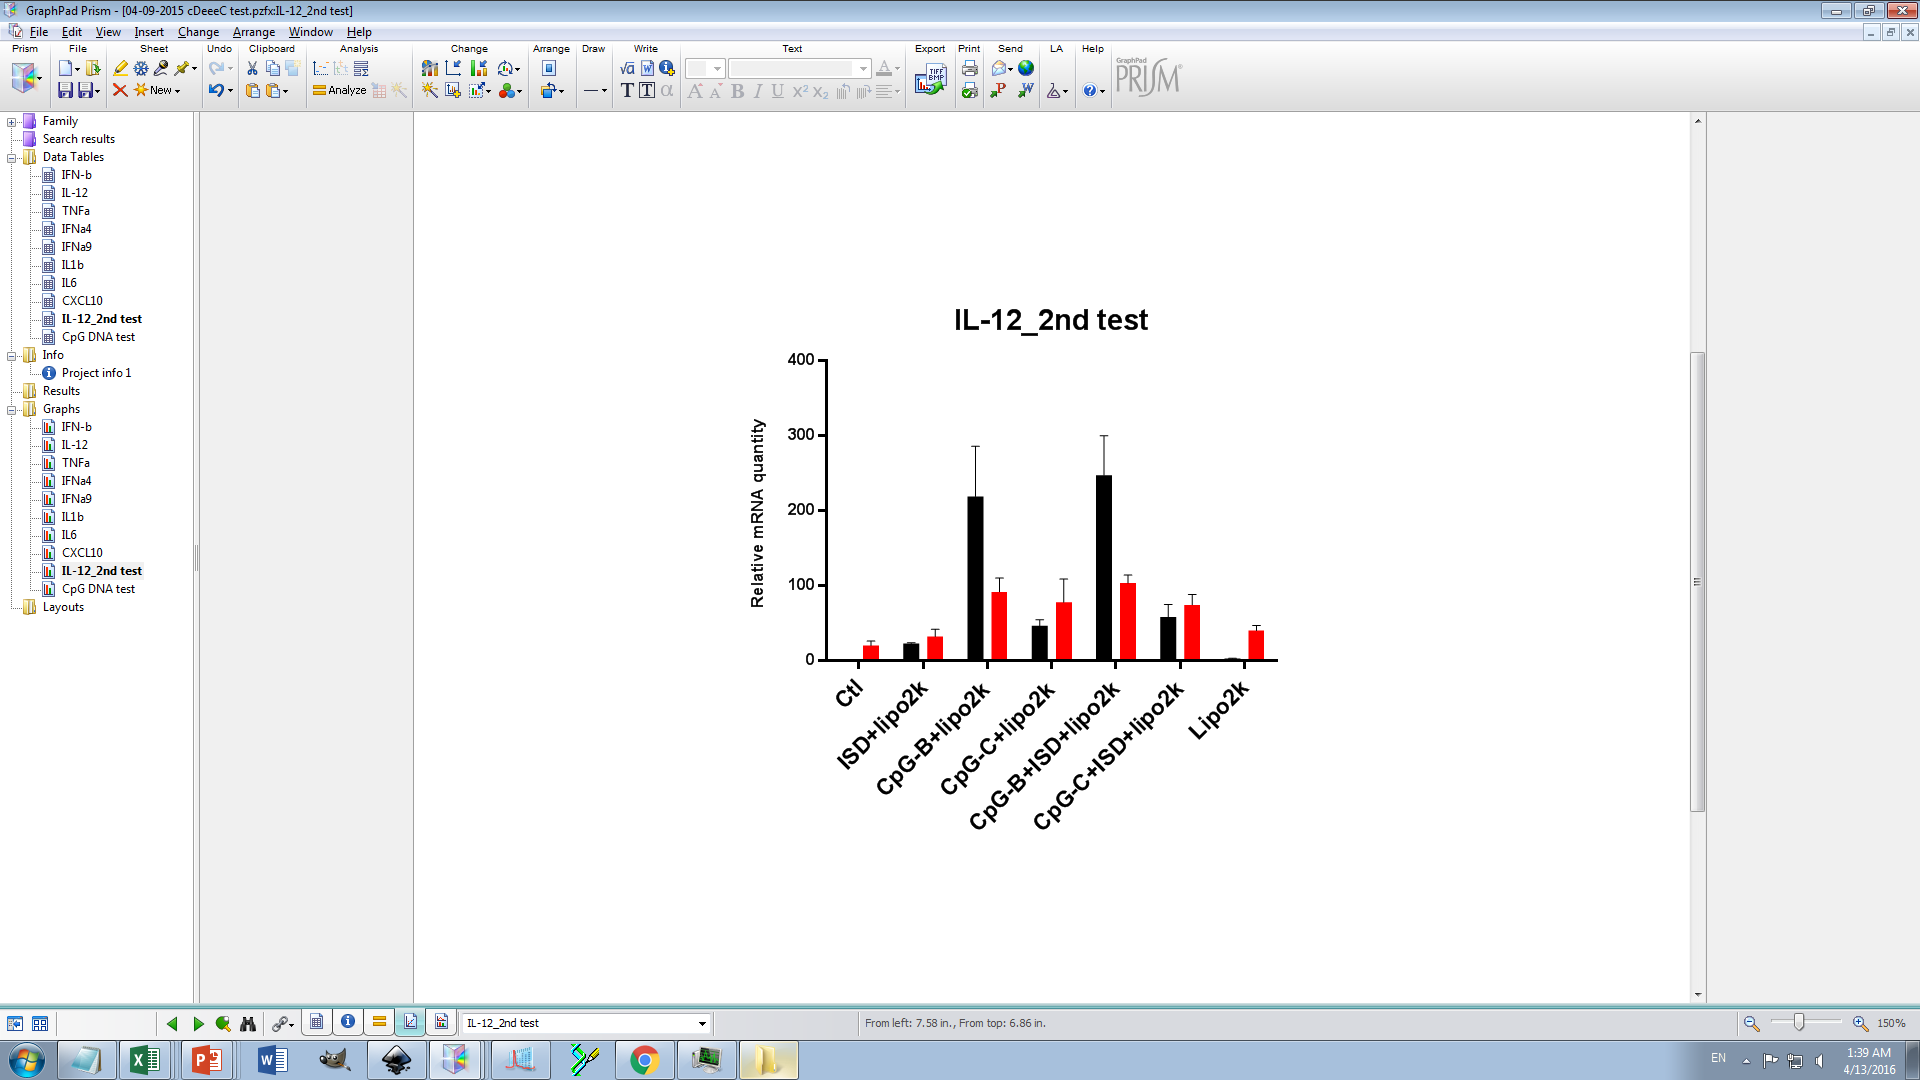 GraphPad Prism - [04-09-2015 cDeeeC test.pzfx:IL-12_2nd test]
File Edit View Insert Change Arrange Window Help
Prism File Sheet Undo Clipboard Analysis Change Arrange Draw Write Text Export Print Send LA Help
New
Analyze
TIFF
BMP
GraphPad
PRISM
Family
Search results
Data Tables
IFN-b
IL-12
TNFa
IFNa4
IFNa9
IL1b
IL6
CXCL10
IL-12_2nd test
CpG DNA test
Info
Project info 1
Results
Graphs
IFN-b
IL-12
TNFa
IFNa4
IFNa9
IL1b
IL6
CXCL10
IL-12_2nd test
CpG DNA test
Layouts
IL-12_2nd test
Relative mRNA quantity
400
300
200
100
0
Ctl
ISD+lipo2k
CpG-B+lipo2k
CpG-C+lipo2k
CpG-B+ISD+lipo2k
CpG-C+ISD+lipo2k
Lipo2k
IL-12_2nd test
From left: 7.58 in., From top: 6.86 in.
150%
EN
1:39 AM
4/13/2016